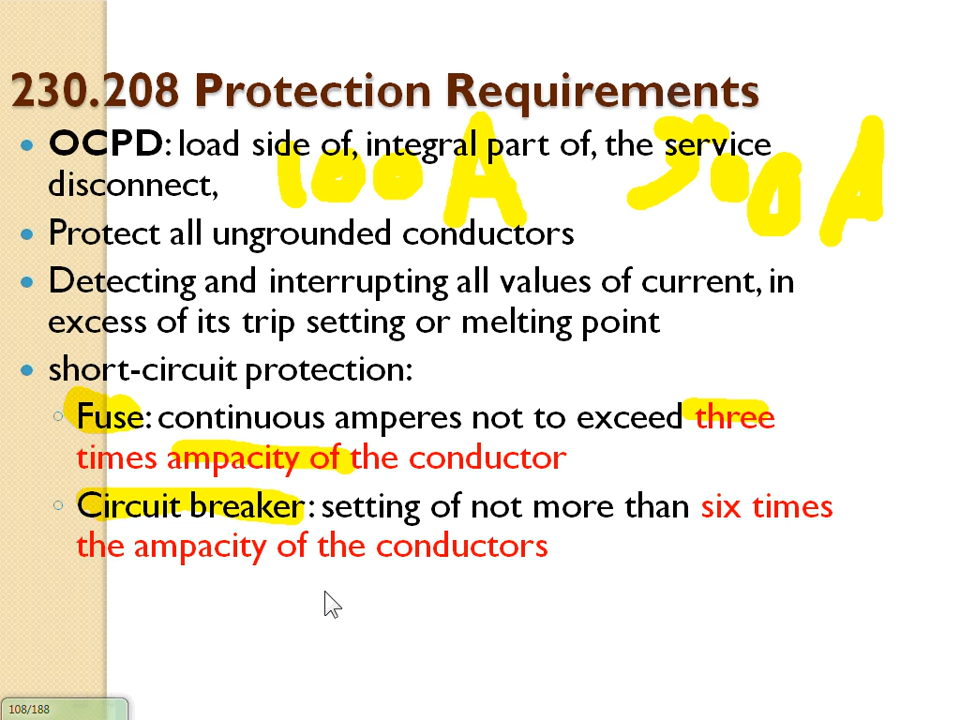 230.208 Protection Requirements
• OCPD: load side of, integral part of, the service
disconnect,
100 A 300 A
• Protect all ungrounded conductors
• Detecting and interrupting all values of current, in
excess of its trip setting or melting point
• short-circuit protection:
◦ Fuse: continuous amperes not to exceed three
times ampacity of the conductor
◦ Circuit breaker: setting of not more than six times
the ampacity of the conductors
108/188